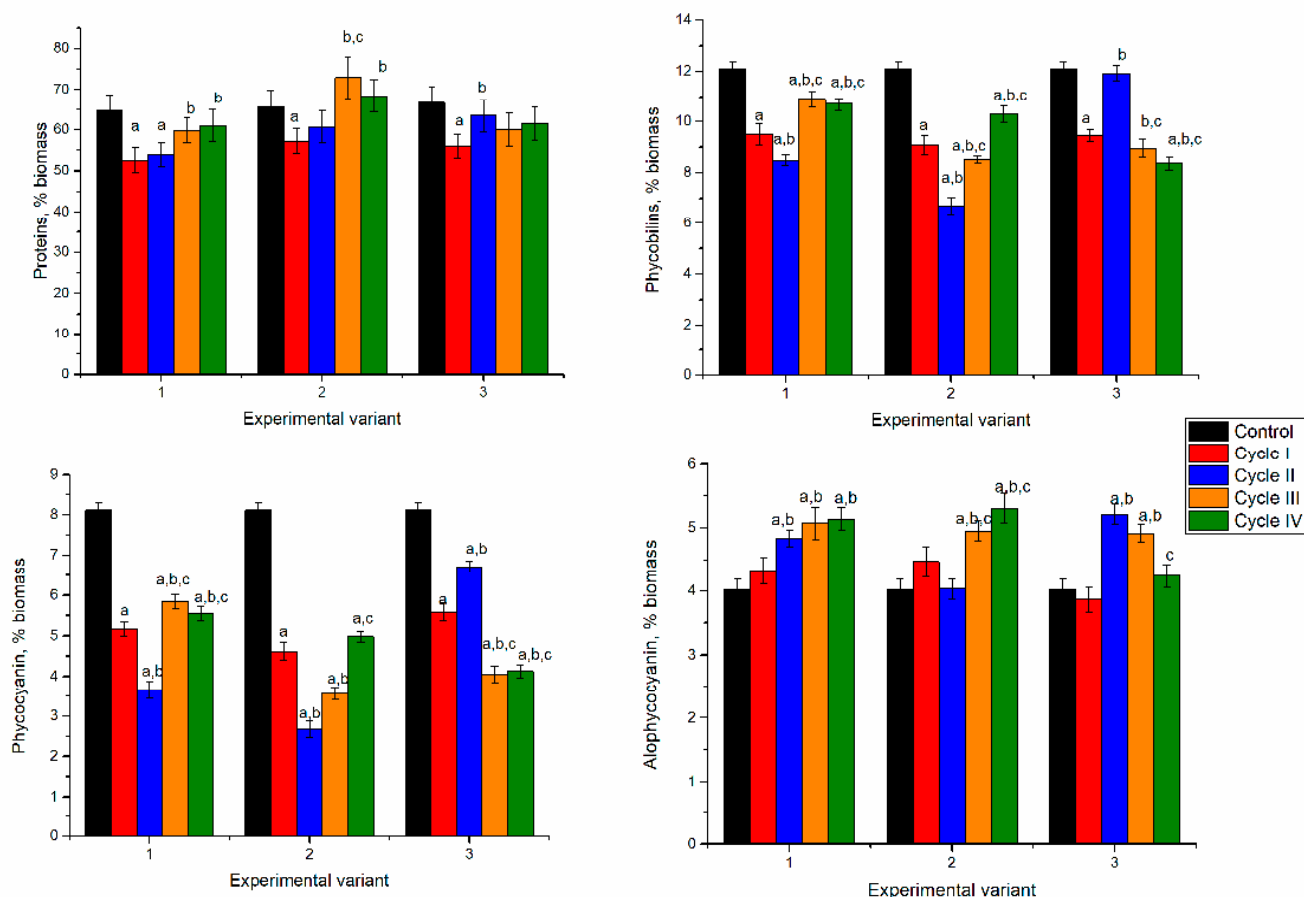 Proteins, % biomass
80
70
60
50
40
30
20
10
0
a
a
b
b
a
b,c
b
a
b
1
2
3
Experimental variant
Phycobilins, % biomass
14
12
10
8
6
4
2
0
a
a,b
a,b,c
a,b,c
a
a,b
a,b,c
a,b,c
a
b
b,c
a,b,c
1
2
3
Experimental variant
Control
Cycle I
Cycle II
Cycle III
Cycle IV
Phycocyanin, % biomass
9
8
7
6
5
4
3
2
1
0
a
a,b
a,b,c
a,b,c
a
a,b
a,b
a,c
a
a,b
a,b,c
a,b,c
1
2
3
Experimental variant
Alophycocyanin, % biomass
6
5
4
3
2
1
0
a,b
a,b
a,b
a,b,c
a,b,c
a,b
a,b
c
1
2
3
Experimental variant